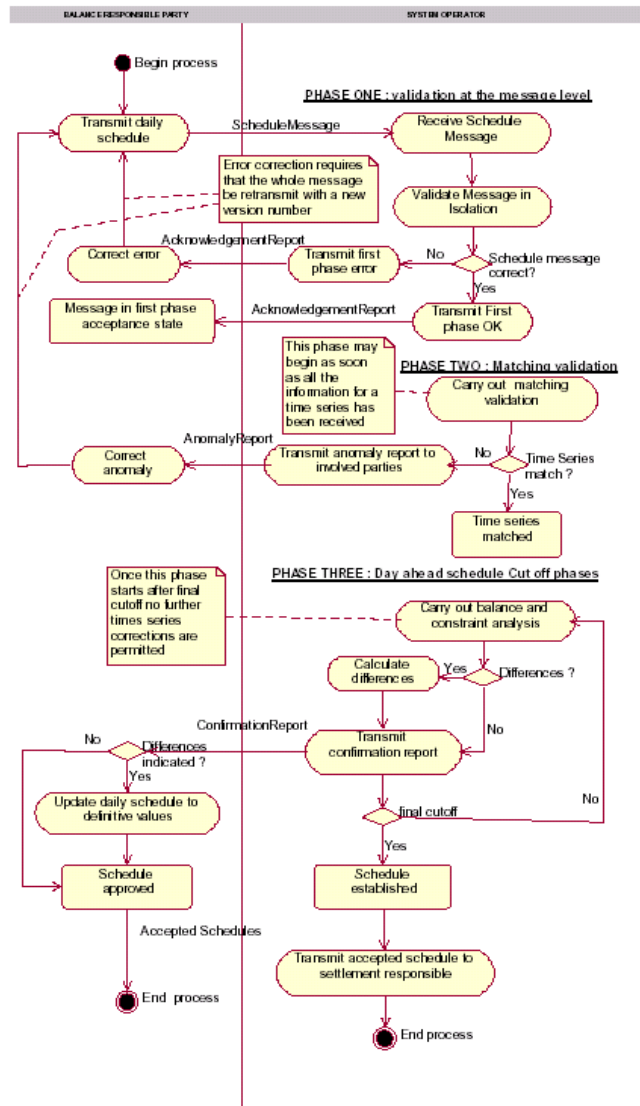 BALANCE RESPONSIBLE PARTY
SYSTEM OPERATOR
Begin process
PHASE ONE : validation at the message level
Transmit daily
schedule
ScheduleMessage
Receive Schedule
Message
Error correction requires
that the whole message
be retransmit with a new
version number
Validate Message in
Isolation
AcknowledgementReport
Correct error
Transmit first
phase error
No
Schedule message
correct?
Yes
Message in first phase
acceptance state
AcknowledgementReport
Transmit First
phase OK
This phase may
begin as soon
as all the
information for a
time series has
been received
PHASE TWO : Matching validation
Carry out matching
validation
AnomalyReport
Correct
anomaly
Transmit anomaly report to
involved parties
No
Time Series
match ?
Yes
Time series
matched
PHASE THREE : Day ahead schedule Cut off phases
Once this phase
starts after final
cutoff no further
times series
corrections are
permitted
Carry out balance and
constraint analysis
Calculate
differences
Yes
Differences ?
No
ConfirmationReport
Transmit
confirmation report
No
Differences
indicated ?
Yes
final cutoff
No
Yes
Update daily schedule to
definitive values
Schedule
approved
Schedule
established
Accepted Schedules
Transmit accepted schedule to
settlement responsible
End process
End process